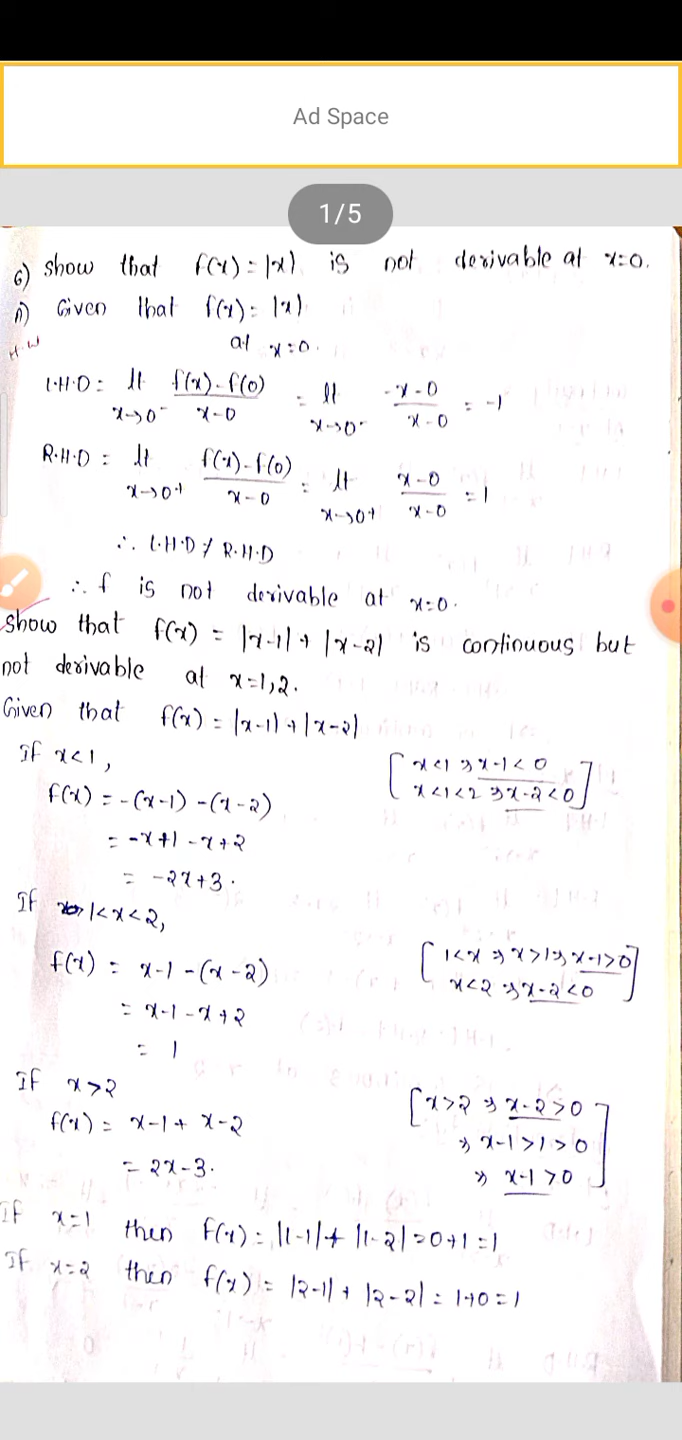 Ad Space
1/5
6) show that f(x) = |x| is not derivable at x=0.
A) Given that f(x) = |x|
H.W
at x=0.
L.H.D = lt x→0- f(x)-f(0)/x-0 = lt x→0- -x-0/x-0 = -1
R.H.D = lt x→0+ f(x)-f(0)/x-0 = lt x→0+ x-0/x-0 = 1
∴ L.H.D ≠ R.H.D
∴ f is not derivable at x=0.
show that f(x) = |x-1| + |x-2| is continuous but
not derivable at x=1,2.
Given that f(x) = |x-1| + |x-2|
If x<1, [x<1 ⇒ x-1<0
f(x) = -(x-1) -(x-2) x<1<2 ⇒ x-2<0]
= -x+1 -x+2
= -2x+3.
If 1<x<2,
f(x) = x-1 -(x-2) [1<x ⇒ x>1 ⇒ x-1>0
x<2 ⇒ x-2<0]
= x-1-x+2
= 1
If x>2 [x>2 ⇒ x-2>0
f(x) = x-1 + x-2 ⇒ x-1>1>0
= 2x-3. ⇒ x-1>0]
If x=1 then f(x) = |1-1| + |1-2| = 0+1 = 1
If x=2 then f(x) = |2-1| + |2-2| = 1+0 = 1